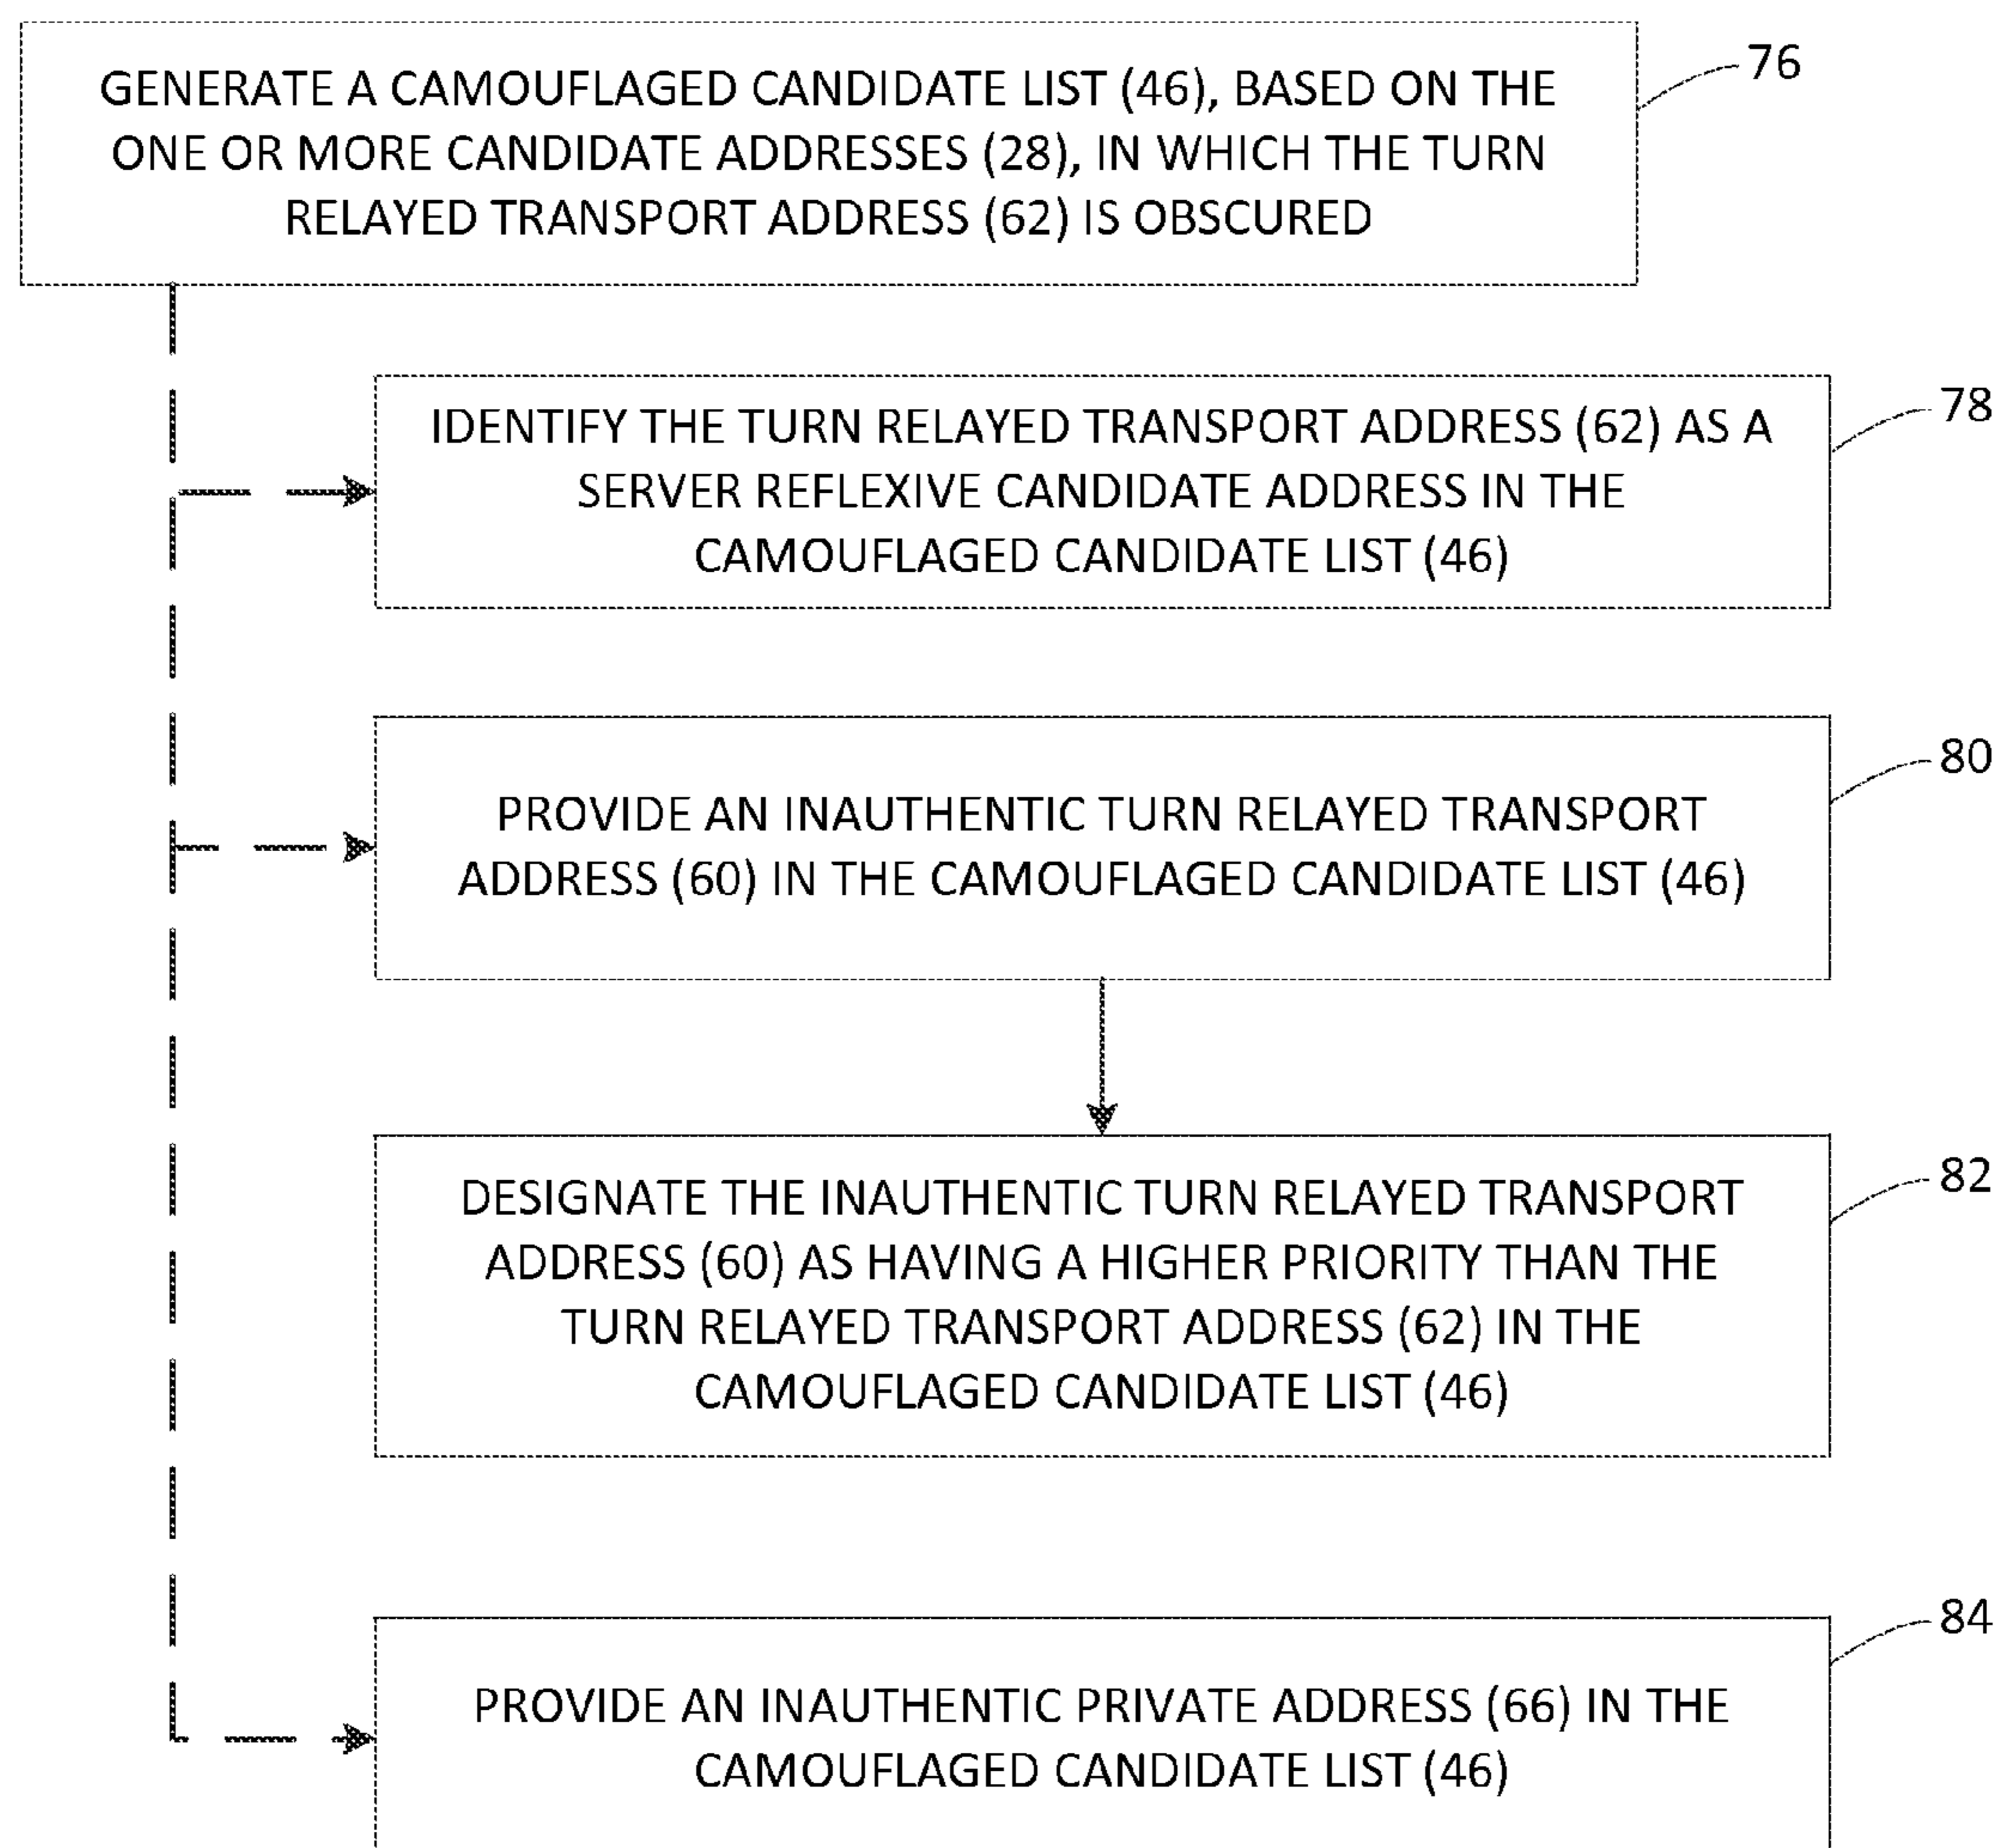 GENERATE A CAMOUFLAGED CANDIDATE LIST (46), BASED ON THE
ONE OR MORE CANDIDATE ADDRESSES (28), IN WHICH THE TURN
RELAYED TRANSPORT ADDRESS (62) IS OBSCURED
76
IDENTIFY THE TURN RELAYED TRANSPORT ADDRESS (62) AS A
SERVER REFLEXIVE CANDIDATE ADDRESS IN THE
CAMOUFLAGED CANDIDATE LIST (46)
78
PROVIDE AN INAUTHENTIC TURN RELAYED TRANSPORT
ADDRESS (60) IN THE CAMOUFLAGED CANDIDATE LIST (46)
80
DESIGNATE THE INAUTHENTIC TURN RELAYED TRANSPORT
ADDRESS (60) AS HAVING A HIGHER PRIORITY THAN THE
TURN RELAYED TRANSPORT ADDRESS (62) IN THE
CAMOUFLAGED CANDIDATE LIST (46)
82
PROVIDE AN INAUTHENTIC PRIVATE ADDRESS (66) IN THE
CAMOUFLAGED CANDIDATE LIST (46)
84